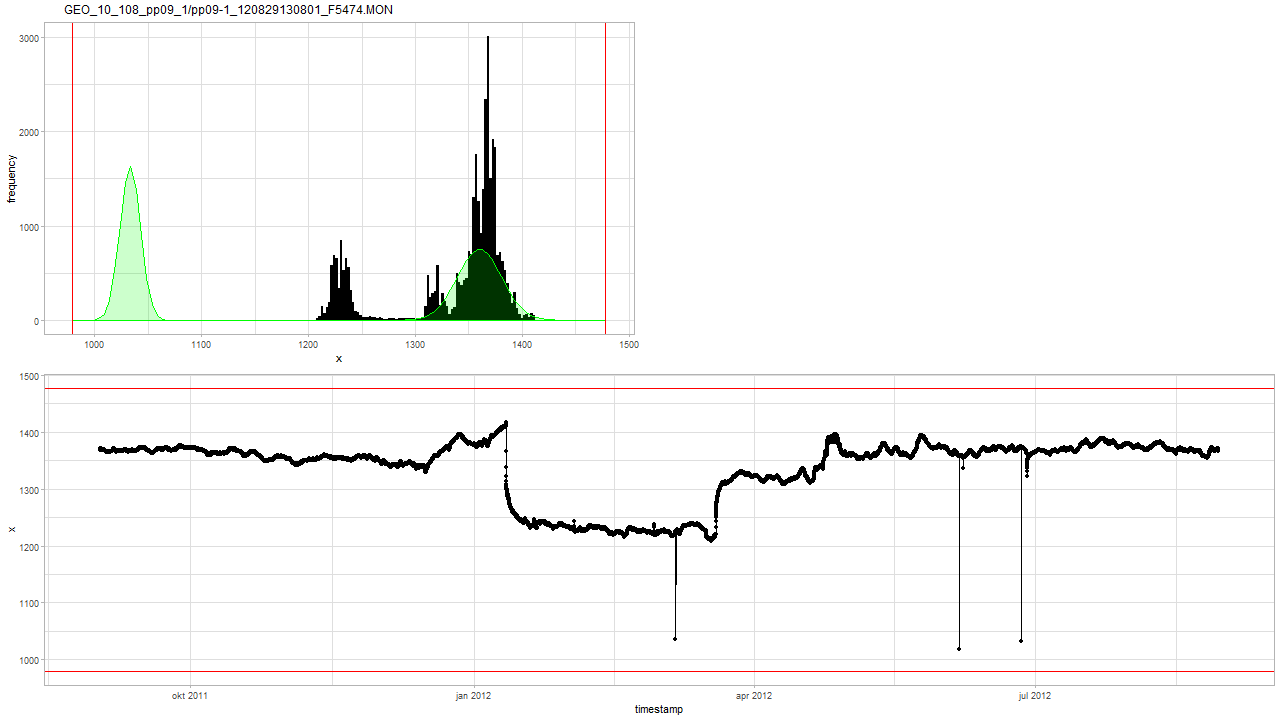 GEO_10_108_pp09_1/pp09-1_120829130801_F5474.MON
3000
2000
1000
0
frequency
1000 1100 1200 1300 1400 1500
x
1500
1400
1300
1200
1100
1000
x
okt 2011 jan 2012 apr 2012 jul 2012
timestamp